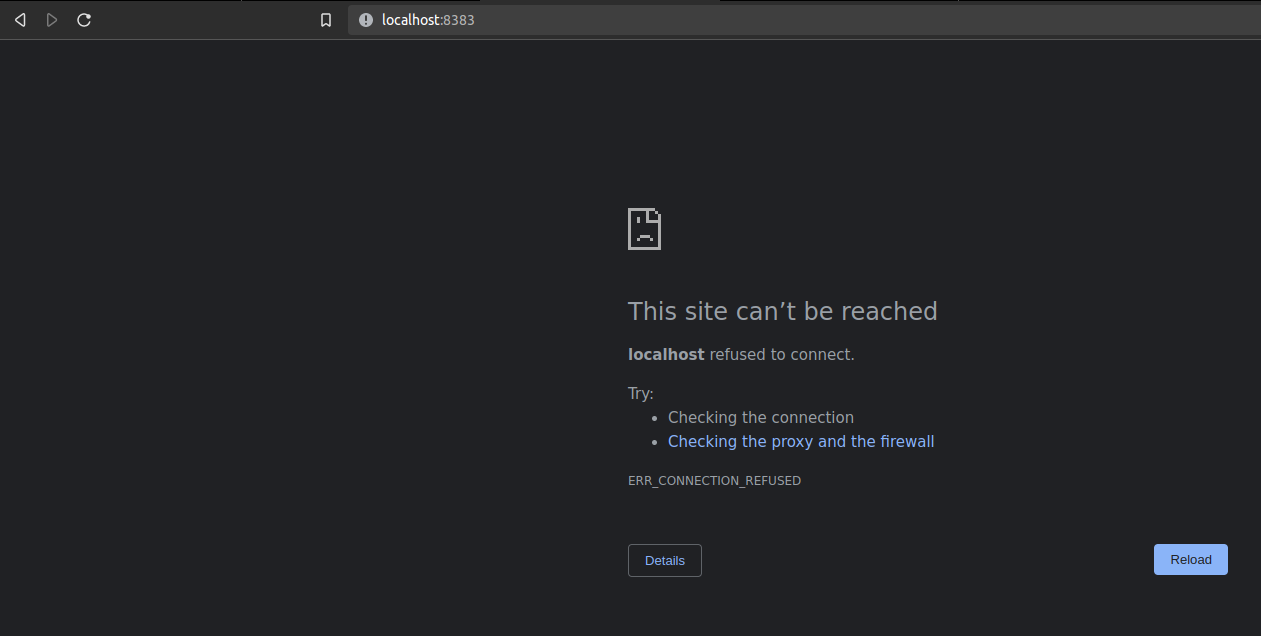 localhost:8383
This site can’t be reached
localhost refused to connect.
Try:
Checking the connection
Checking the proxy and the firewall
ERR_CONNECTION_REFUSED
Details
Reload